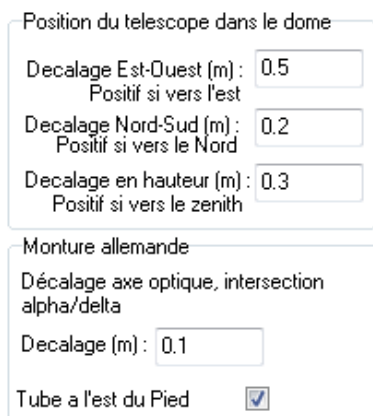 Position du telescope dans le dome
Decalage Est-Ouest (m) : 0.5
Positif si vers l'est
Decalage Nord-Sud (m) : 0.2
Positif si vers le Nord
Decalage en hauteur (m) : 0.3
Positif si vers le zenith
Monture allemande
Décalage axe optique, intersection
alpha/delta
Decalage (m) : 0.1
Tube a l'est du Pied